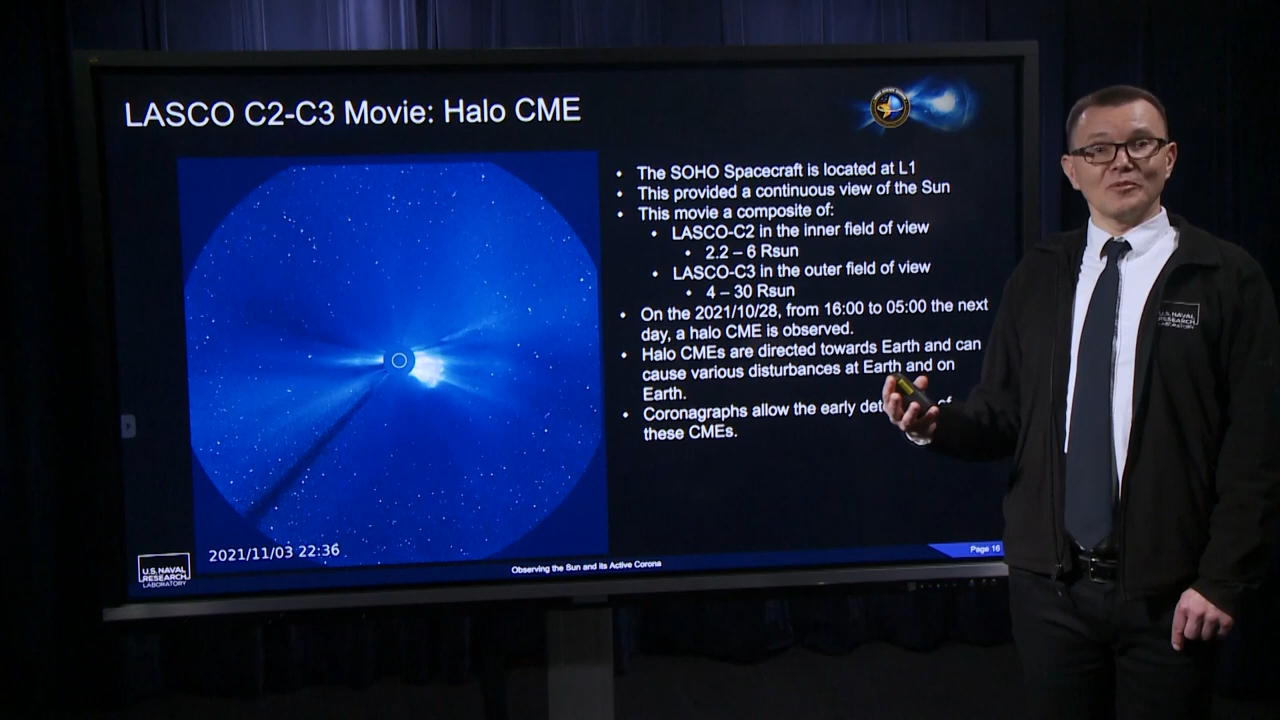 LASCO C2-C3 Movie: Halo CME
• The SOHO Spacecraft is located at L1
• This provided a continuous view of the Sun
• This movie a composite of:
• LASCO-C2 in the inner field of view
• 2.2 – 6 Rsun
• LASCO-C3 in the outer field of view
• 4 – 30 Rsun
• On the 2021/10/28, from 16:00 to 05:00 the next
day, a halo CME is observed.
• Halo CMEs are directed towards Earth and can
cause various disturbances at Earth and on
Earth.
• Coronagraphs allow the early of
these CMEs.
2021/11/03 22:36
U.S. NAVAL
RESEARCH
LABORATORY
Observing the Sun and its Active Corona
Page 16
U.S. NAVAL
RESEARCH
LABORATORY